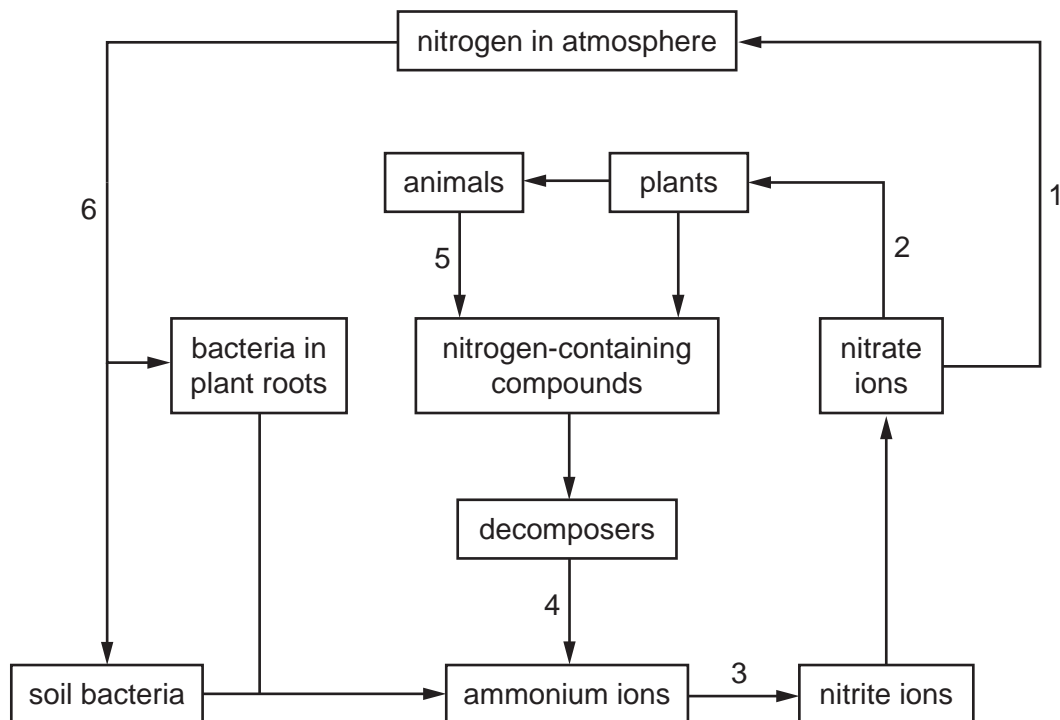 nitrogen in atmosphere
animals
plants
6
1
5
2
bacteria in
plant roots
nitrogen-containing
compounds
nitrate
ions
decomposers
4
soil bacteria
ammonium ions
3
nitrite ions